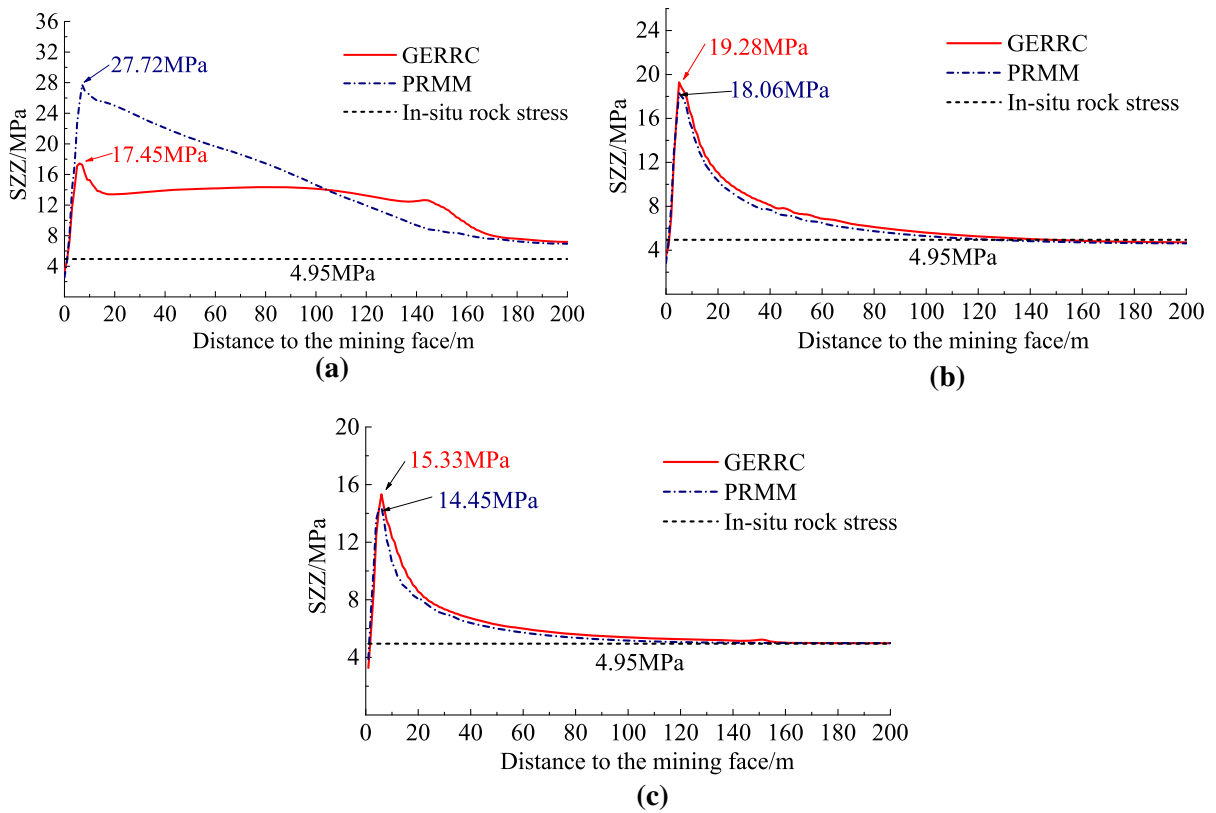 (a)
SZZ/MPa
36
32
28
24
20
16
12
8
4
27.72MPa
17.45MPa
GERRC
PRMM
In-situ rock stress
4.95MPa
0 20 40 60 80 100 120 140 160 180 200
Distance to the mining face/m
(a)
SZZ/MPa
24
20
16
12
8
4
19.28MPa
18.06MPa
GERRC
PRMM
In-situ rock stress
4.95MPa
0 20 40 60 80 100 120 140 160 180 200
Distance to the mining face/m
(b)
SZZ/MPa
20
16
12
8
4
15.33MPa
14.45MPa
GERRC
PRMM
In-situ rock stress
4.95MPa
0 20 40 60 80 100 120 140 160 180 200
Distance to the mining face/m
(c)